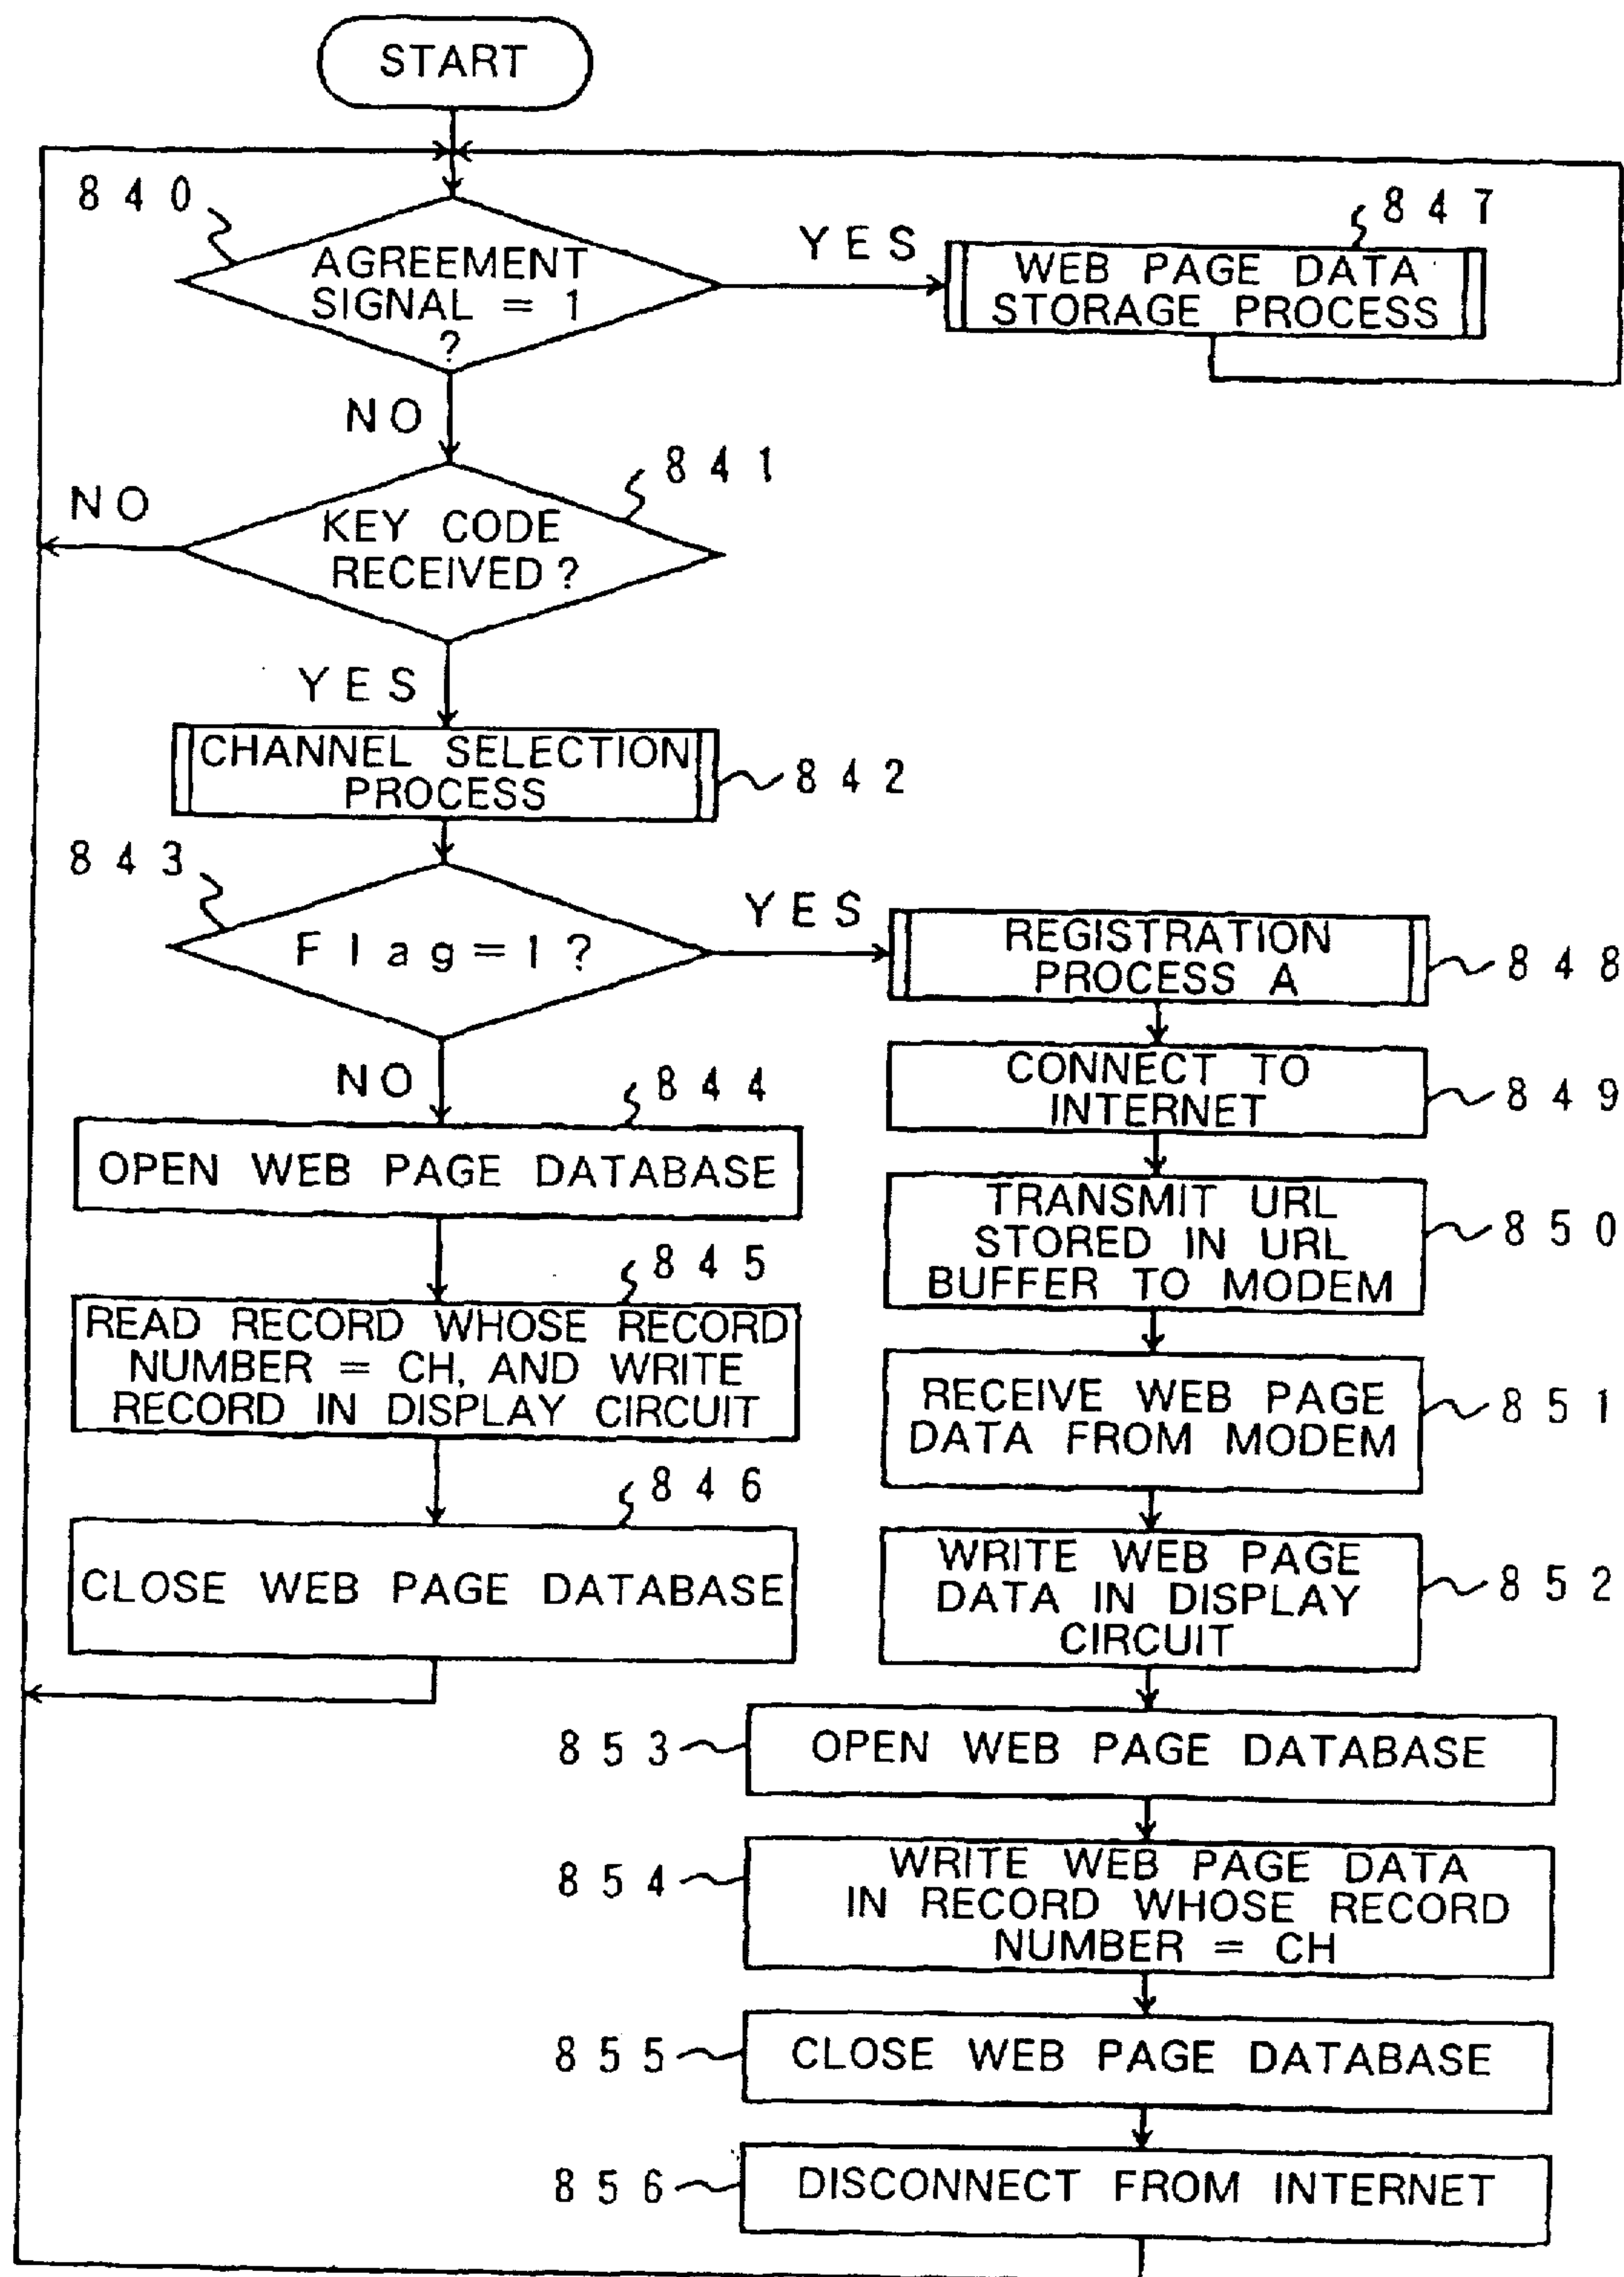 START
840
AGREEMENT
SIGNAL = 1
?
YES
847
WEB PAGE DATA
STORAGE PROCESS
NO
841
KEY CODE
RECEIVED?
NO
YES
CHANNEL SELECTION
PROCESS
842
843
Flag=1?
YES
REGISTRATION
PROCESS A
848
NO
844
OPEN WEB PAGE DATABASE
845
READ RECORD WHOSE RECORD
NUMBER = CH, AND WRITE
RECORD IN DISPLAY CIRCUIT
846
CLOSE WEB PAGE DATABASE
CONNECT TO
INTERNET
849
TRANSMIT URL
STORED IN URL
BUFFER TO MODEM
850
RECEIVE WEB PAGE
DATA FROM MODEM
851
WRITE WEB PAGE
DATA IN DISPLAY
CIRCUIT
852
853
OPEN WEB PAGE DATABASE
854
WRITE WEB PAGE DATA
IN RECORD WHOSE RECORD
NUMBER = CH
855
CLOSE WEB PAGE DATABASE
856
DISCONNECT FROM INTERNET